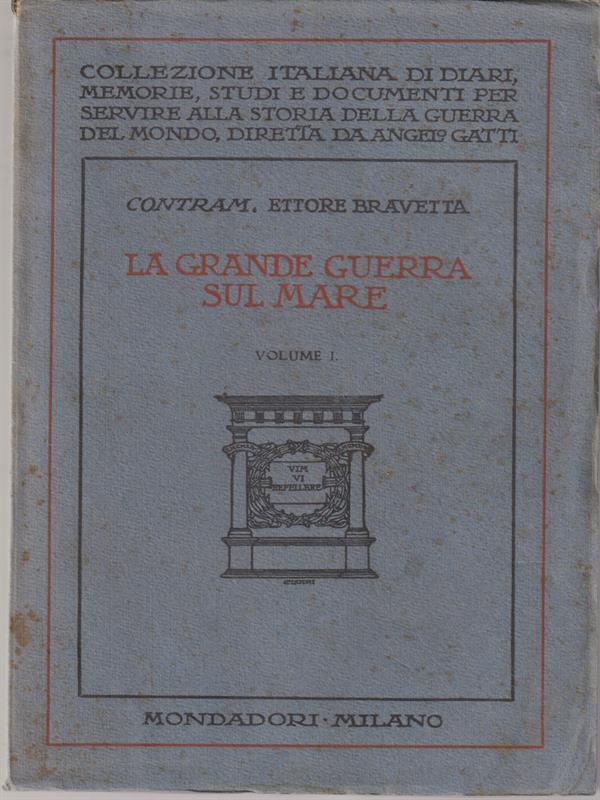 COLLEZIONE ITALIANA DI DIARI,
MEMORIE, STUDI E DOCUMENTI PER
SERVIRE ALLA STORIA DELLA GUERRA
DEL MONDO, DIRETTA DA ANGELO GATTI
CONTRAM. ETTORE BRAVETTA
LA GRANDE GUERRA
SUL MARE
VOLUME I.
VIM
VI
REPELLERE
MONDADORI · MILANO